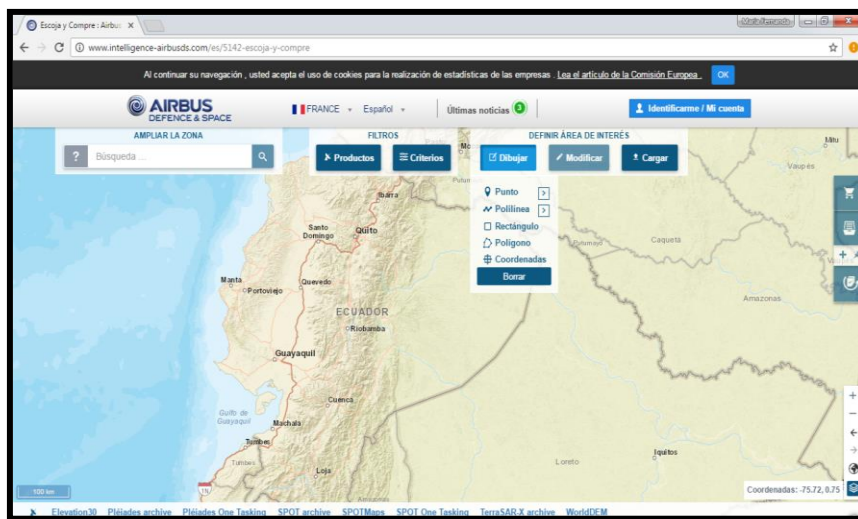 Escoja y Compre : Airbus
www.intelligence-airbusds.com/es/5142-escoja-y-compre
Al continuar su navegación , usted acepta el uso de cookies para la realización de estadísticas de las empresas . Lea el artículo de la Comisión Europea . OK
AIRBUS
DEFENCE & SPACE
FRANCE Español Últimas noticias 3 Identificarme / Mi cuenta
AMPLIAR LA ZONA FILTROS DEFINIR ÁREA DE INTERÉS
? Búsqueda ... Productos Criterios Dibujar Modificar Cargar
Mitu
Vaupés
Punto
Polilínea
Rectángulo
Polígono
Coordenadas
Borrar
Ibarra
Santo
Domingo
Quito
Putumayo
Caquetá
Manta
Portoviejo
Quevedo
Amazonas
ECUADOR
Riobamba
Guayaquil
Cuenca
Golfo de
Guayaquil
Machala
Tumbes
Tumbes
Loja
Loreto
Iquitos
Amazonas
100 km
1N
Coordenadas: -75.72, 0.75
Elevation30 Pléiades archive Pléiades One Tasking SPOT archive SPOTMaps SPOT One Tasking TerraSAR-X archive WorldDEM